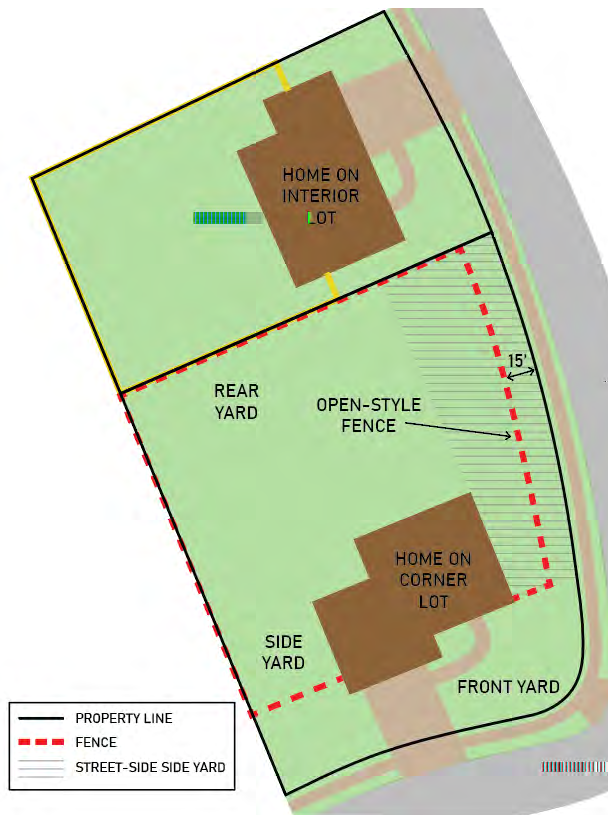 HOME ON
INTERIOR
LOT
15'
REAR
YARD
OPEN-STYLE
FENCE
HOME ON
CORNER
LOT
SIDE
YARD
FRONT YARD
PROPERTY LINE
FENCE
STREET-SIDE SIDE YARD